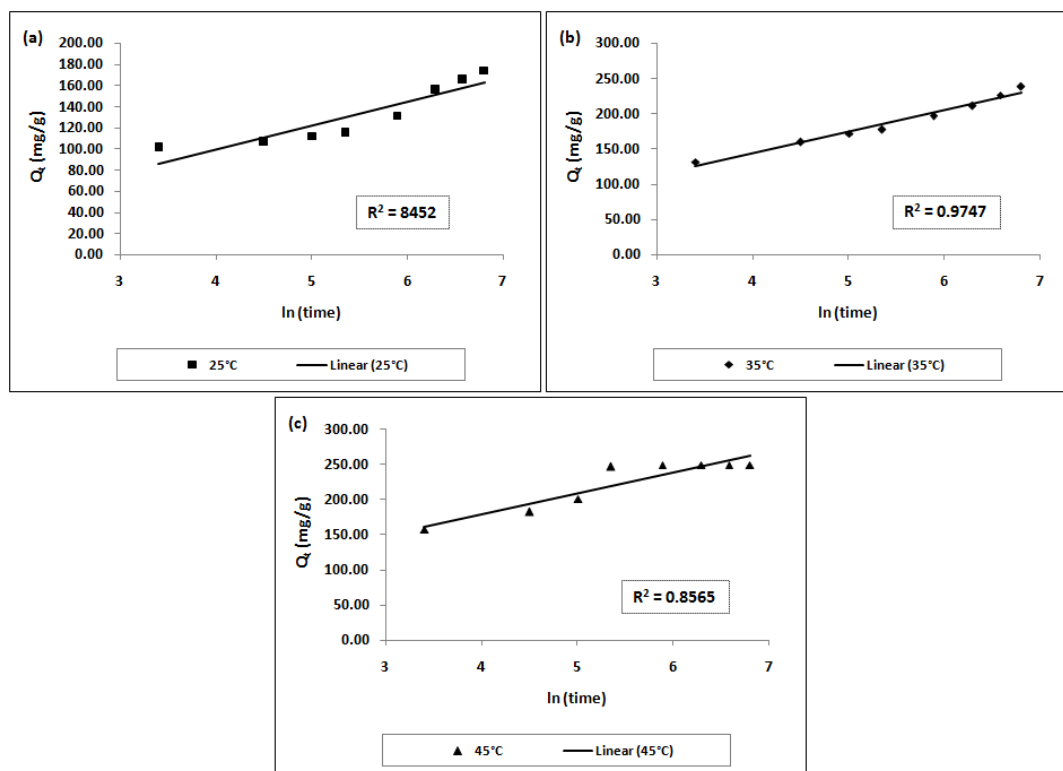 (a)
200.00
180.00
160.00
140.00
120.00
100.00
80.00
60.00
40.00
20.00
0.00
Qt (mg/g)
R² = 8452
3 4 5 6 7
ln (time)
25°C Linear (25°C)
(b)
300.00
250.00
200.00
150.00
100.00
50.00
0.00
Qt (mg/g)
R² = 0.9747
3 4 5 6 7
ln (time)
35°C Linear (35°C)
(c)
300.00
250.00
200.00
150.00
100.00
50.00
0.00
Qt (mg/g)
R² = 0.8565
3 4 5 6 7
ln (time)
45°C Linear (45°C)